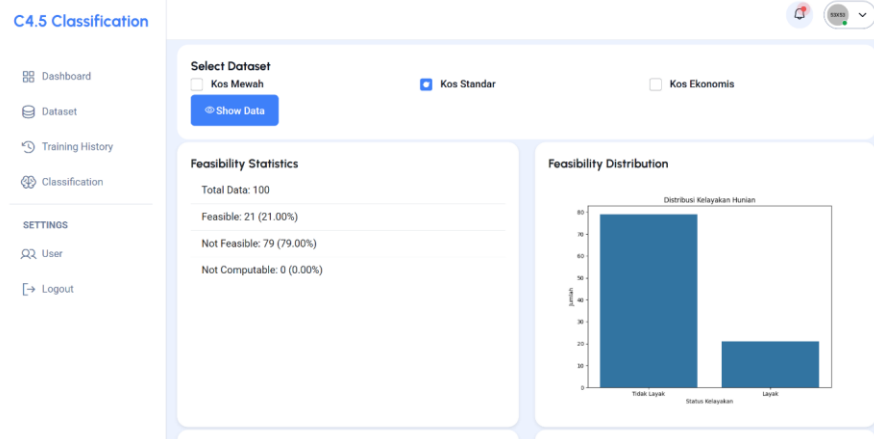 C4.5 Classification
53X53
Dashboard
Dataset
Training History
Classification
SETTINGS
User
Logout
Select Dataset
Kos Mewah
Kos Standar
Kos Ekonomis
Show Data
Feasibility Statistics
Total Data: 100
Feasible: 21 (21.00%)
Not Feasible: 79 (79.00%)
Not Computable: 0 (0.00%)
Feasibility Distribution
Distribusi Kelayakan Hunian
Jumlah
80
70
60
50
40
30
20
10
0
Tidak Layak
Layak
Status Kelayakan